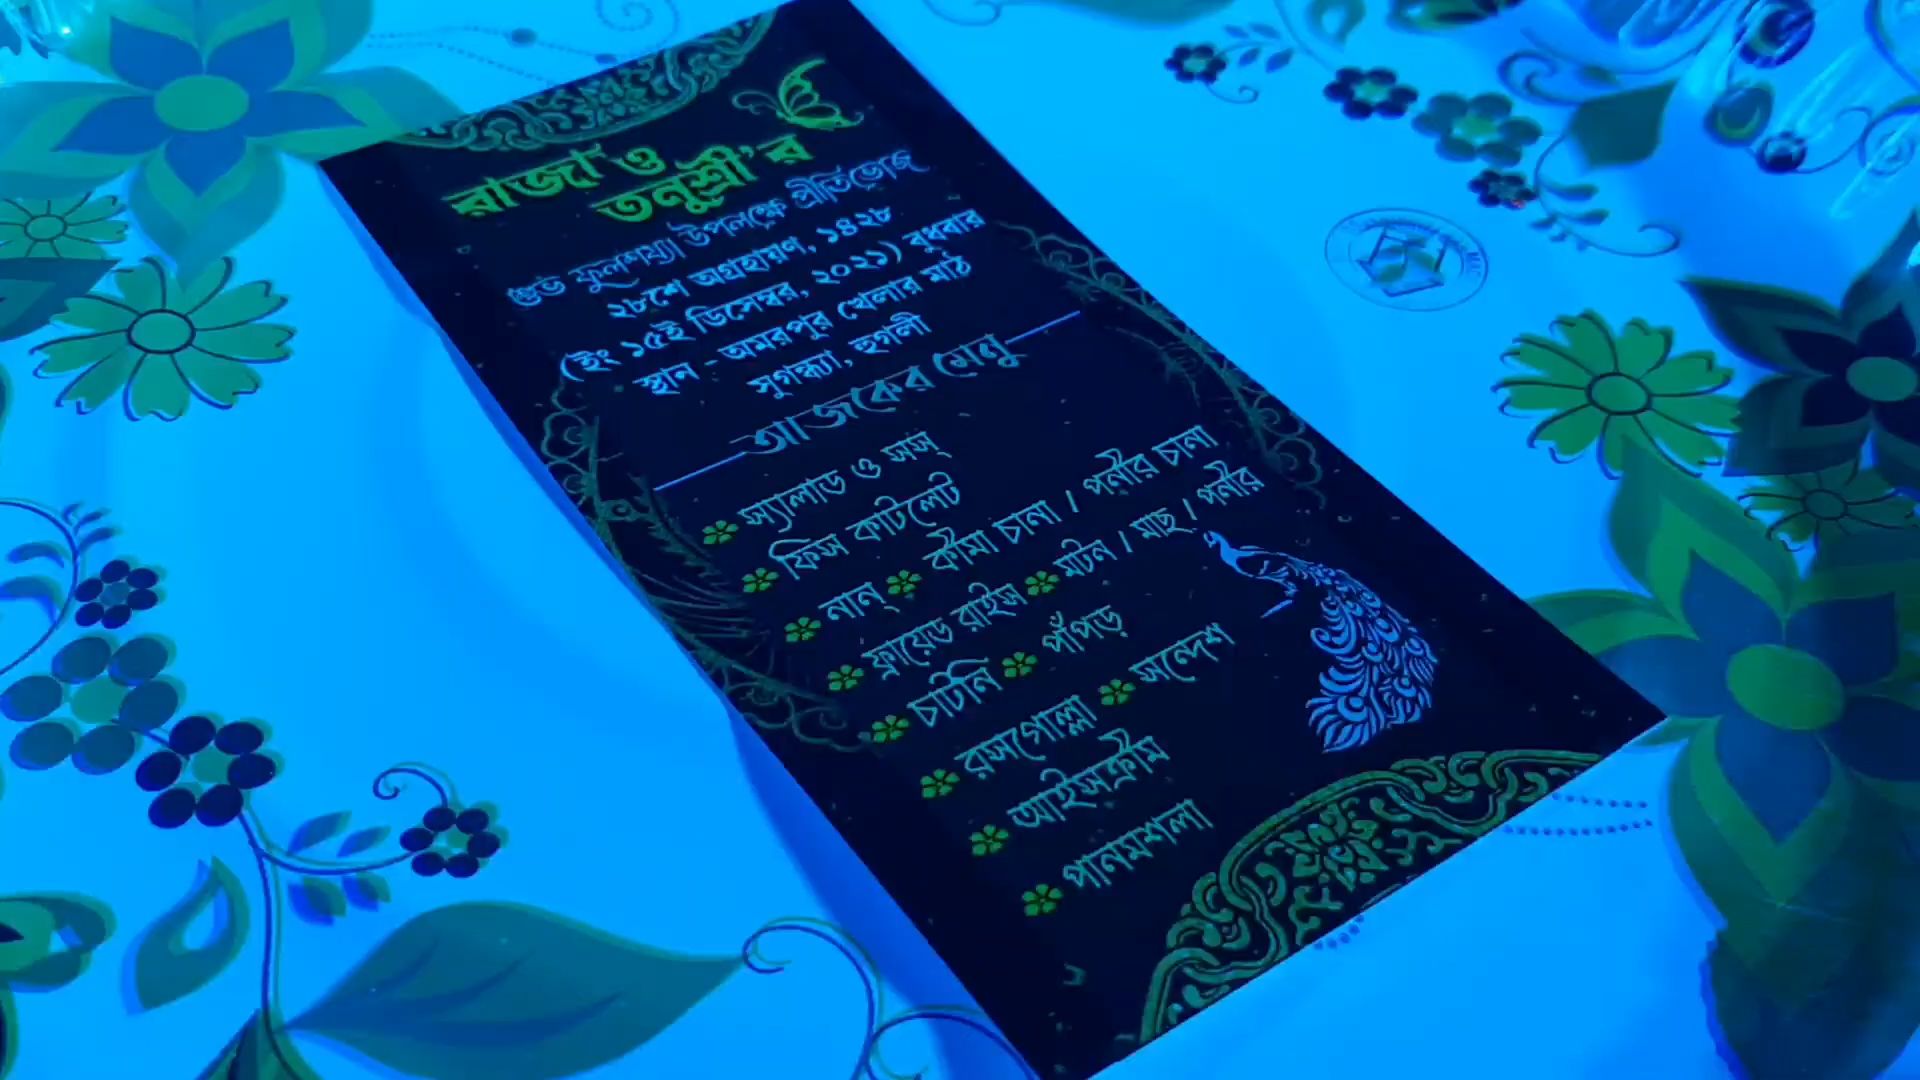 রাজা ও
তনুশ্রী'র
শুভ ফুলশয্যা উপলক্ষে প্রীতিভোজ
২৮শে অগ্রহায়ণ, ১৪২৮
(ইং ১৫ই ডিসেম্বর, ২০২১) বুধবার
স্থান - অমরপুর খেলার মাঠ
সুগন্ধ্যা, হুগলী
আজকের মেনু
স্যালাড ও সস্
ফিস কাটলেট
নান্ কীমা চানা / পনীর চানা
ফ্রায়েড রাইস মটন / মাছ / পনীর
চাটনি পাঁপড়
রসগোল্লা সন্দেশ
আইসক্রীম
পানমশলা